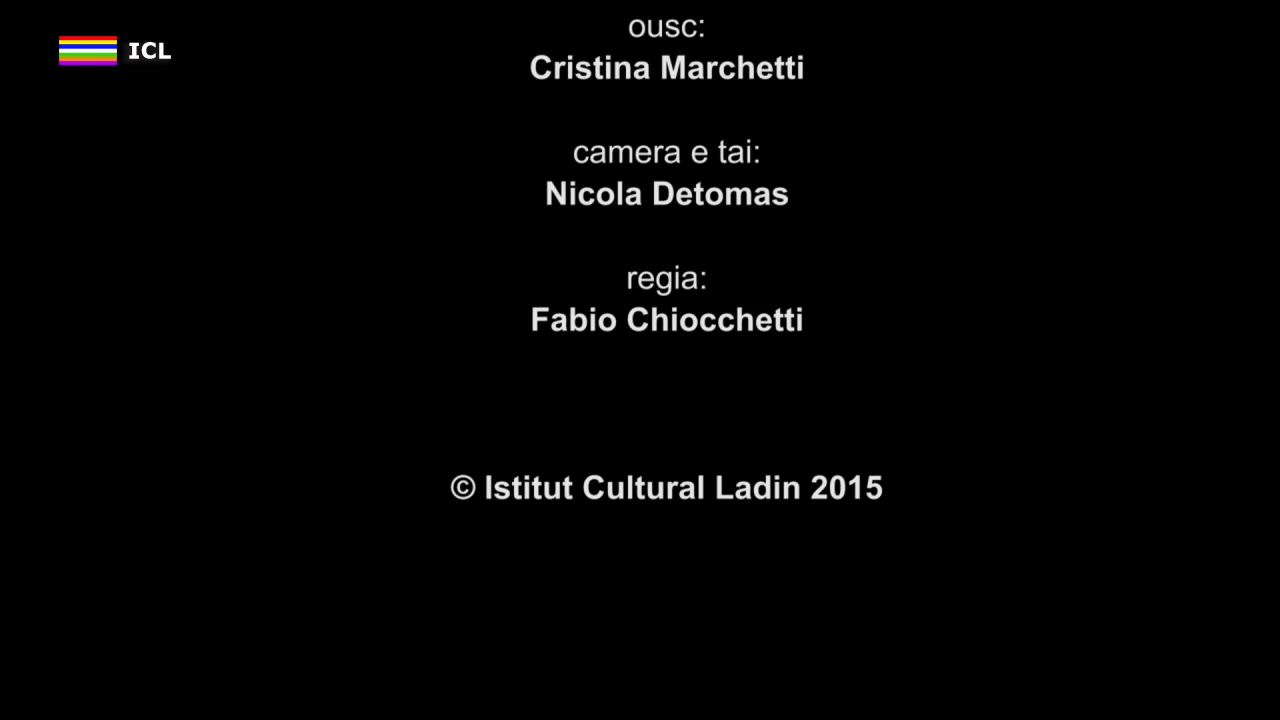 ICL
ousc:
Cristina Marchetti
camera e tai:
Nicola Detomas
regia:
Fabio Chiocchetti
© Istitut Cultural Ladin 2015